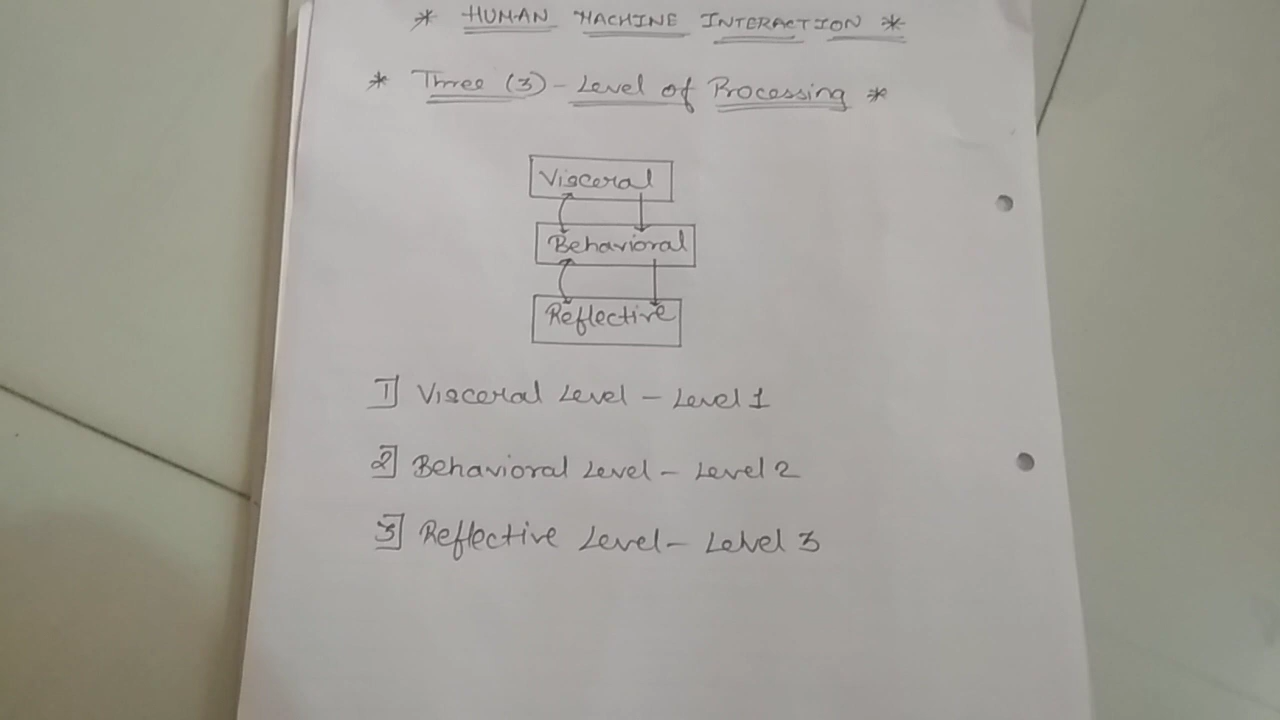 * HUMAN MACHINE INTERACTION *
* Three (3) - Level of Processing *
Visceral
Behavioral
Reflective
1] Visceral Level - Level 1
2] Behavioral Level - Level 2
3] Reflective Level - Level 3